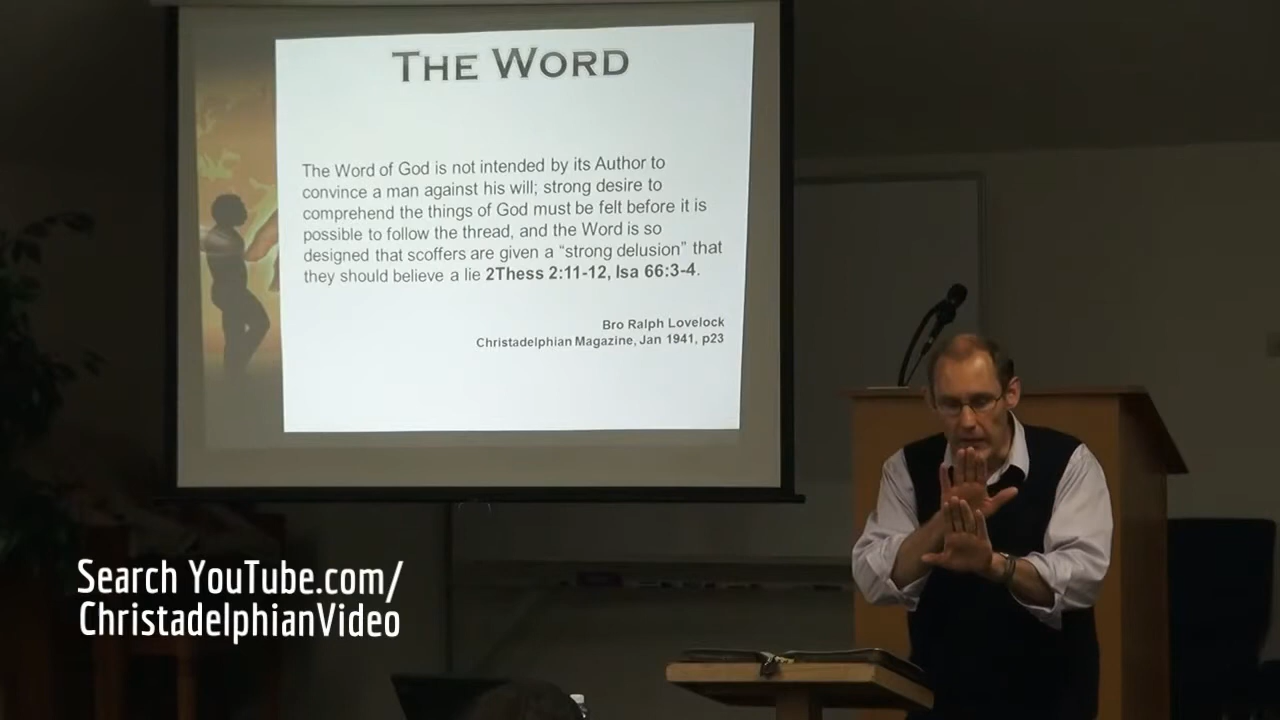 THE WORD
The Word of God is not intended by its Author to
convince a man against his will; strong desire to
comprehend the things of God must be felt before it is
possible to follow the thread, and the Word is so
designed that scoffers are given a “strong delusion” that
they should believe a lie 2Thess 2:11-12, Isa 66:3-4.
Bro Ralph Lovelock
Christadelphian Magazine, Jan 1941, p23
Search YouTube.com/
ChristadelphianVideo